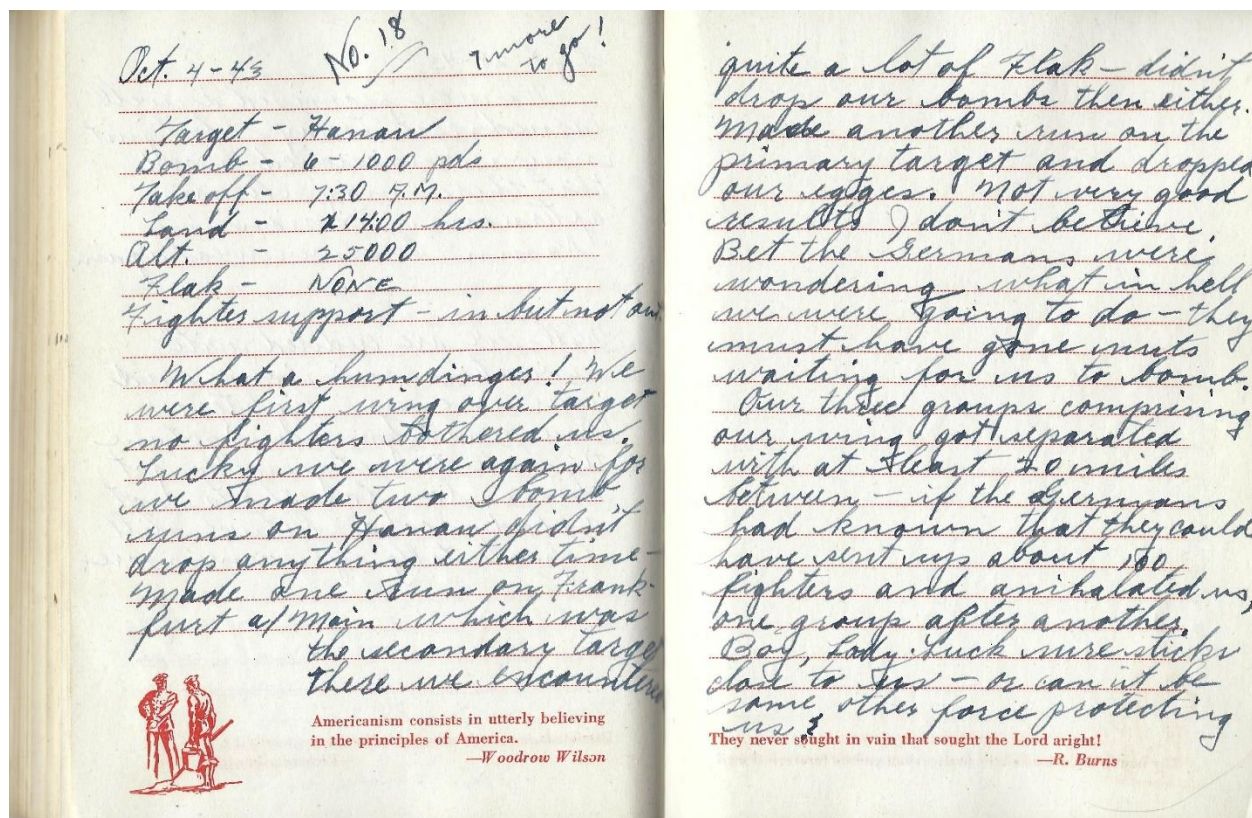 Oct. 4-43 No. 18 7 more to go!
Target - Hanau
Bomb - 6 - 1000 pds
Take off - 7:30 A.M.
Land - 14:00 hrs.
Alt. - 25000
Flak - NONE
Fighter support - in but not out.
What a humdinger! We
were first wing over target
no fighters bothered us.
Lucky we were again for
we made two bomb
runs on Hanau didn't
drop anything either time -
Made one run on Frank-
furt a/Main which was
the secondary target
there we encountered
Americanism consists in utterly believing
in the principles of America.
—Woodrow Wilson
quite a lot of Flak - didn't
drop our bombs then either.
Made another run on the
primary target and dropped
our egges. Not very good
results I don't believe.
Bet the Germans were
wondering what in hell
we were going to do - they
must have gone nuts
waiting for us to bomb.
Our three groups comprising
our wing got separated
with at least 20 miles
between - if the Germans
had known that they could
have sent up about 100
fighters and anihalated us,
one group after another.
Boy, Lady Luck sure sticks
close to us - or can it be
some other force protecting
us?
They never sought in vain that sought the Lord aright!
—R. Burns